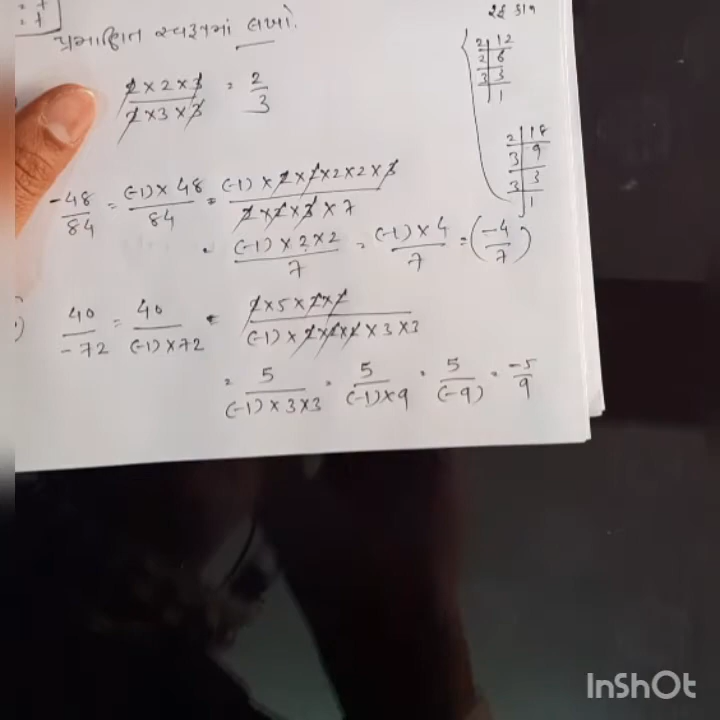 પ્રમાણિત સ્વરૂપમાં લખો.
2 × 2 × 3 / 2 × 3 × 3 = 2/3
-48/84 = (-1) × 48 / 84 = (-1) × 2 × 2 × 2 × 2 × 3 / 2 × 2 × 3 × 7
= (-1) × 2 × 2 / 7 = (-1) × 4 / 7 = (-4/7)
40/-72 = 40 / (-1) × 72 = 2 × 5 × 2 × 2 / (-1) × 2 × 2 × 2 × 3 × 3
= 5 / (-1) × 3 × 3 = 5 / (-1) × 9 = 5 / (-9) = -5/9
2 | 12
2 | 6
3 | 3
1
2 | 18
3 | 9
3 | 3
1
InShOt